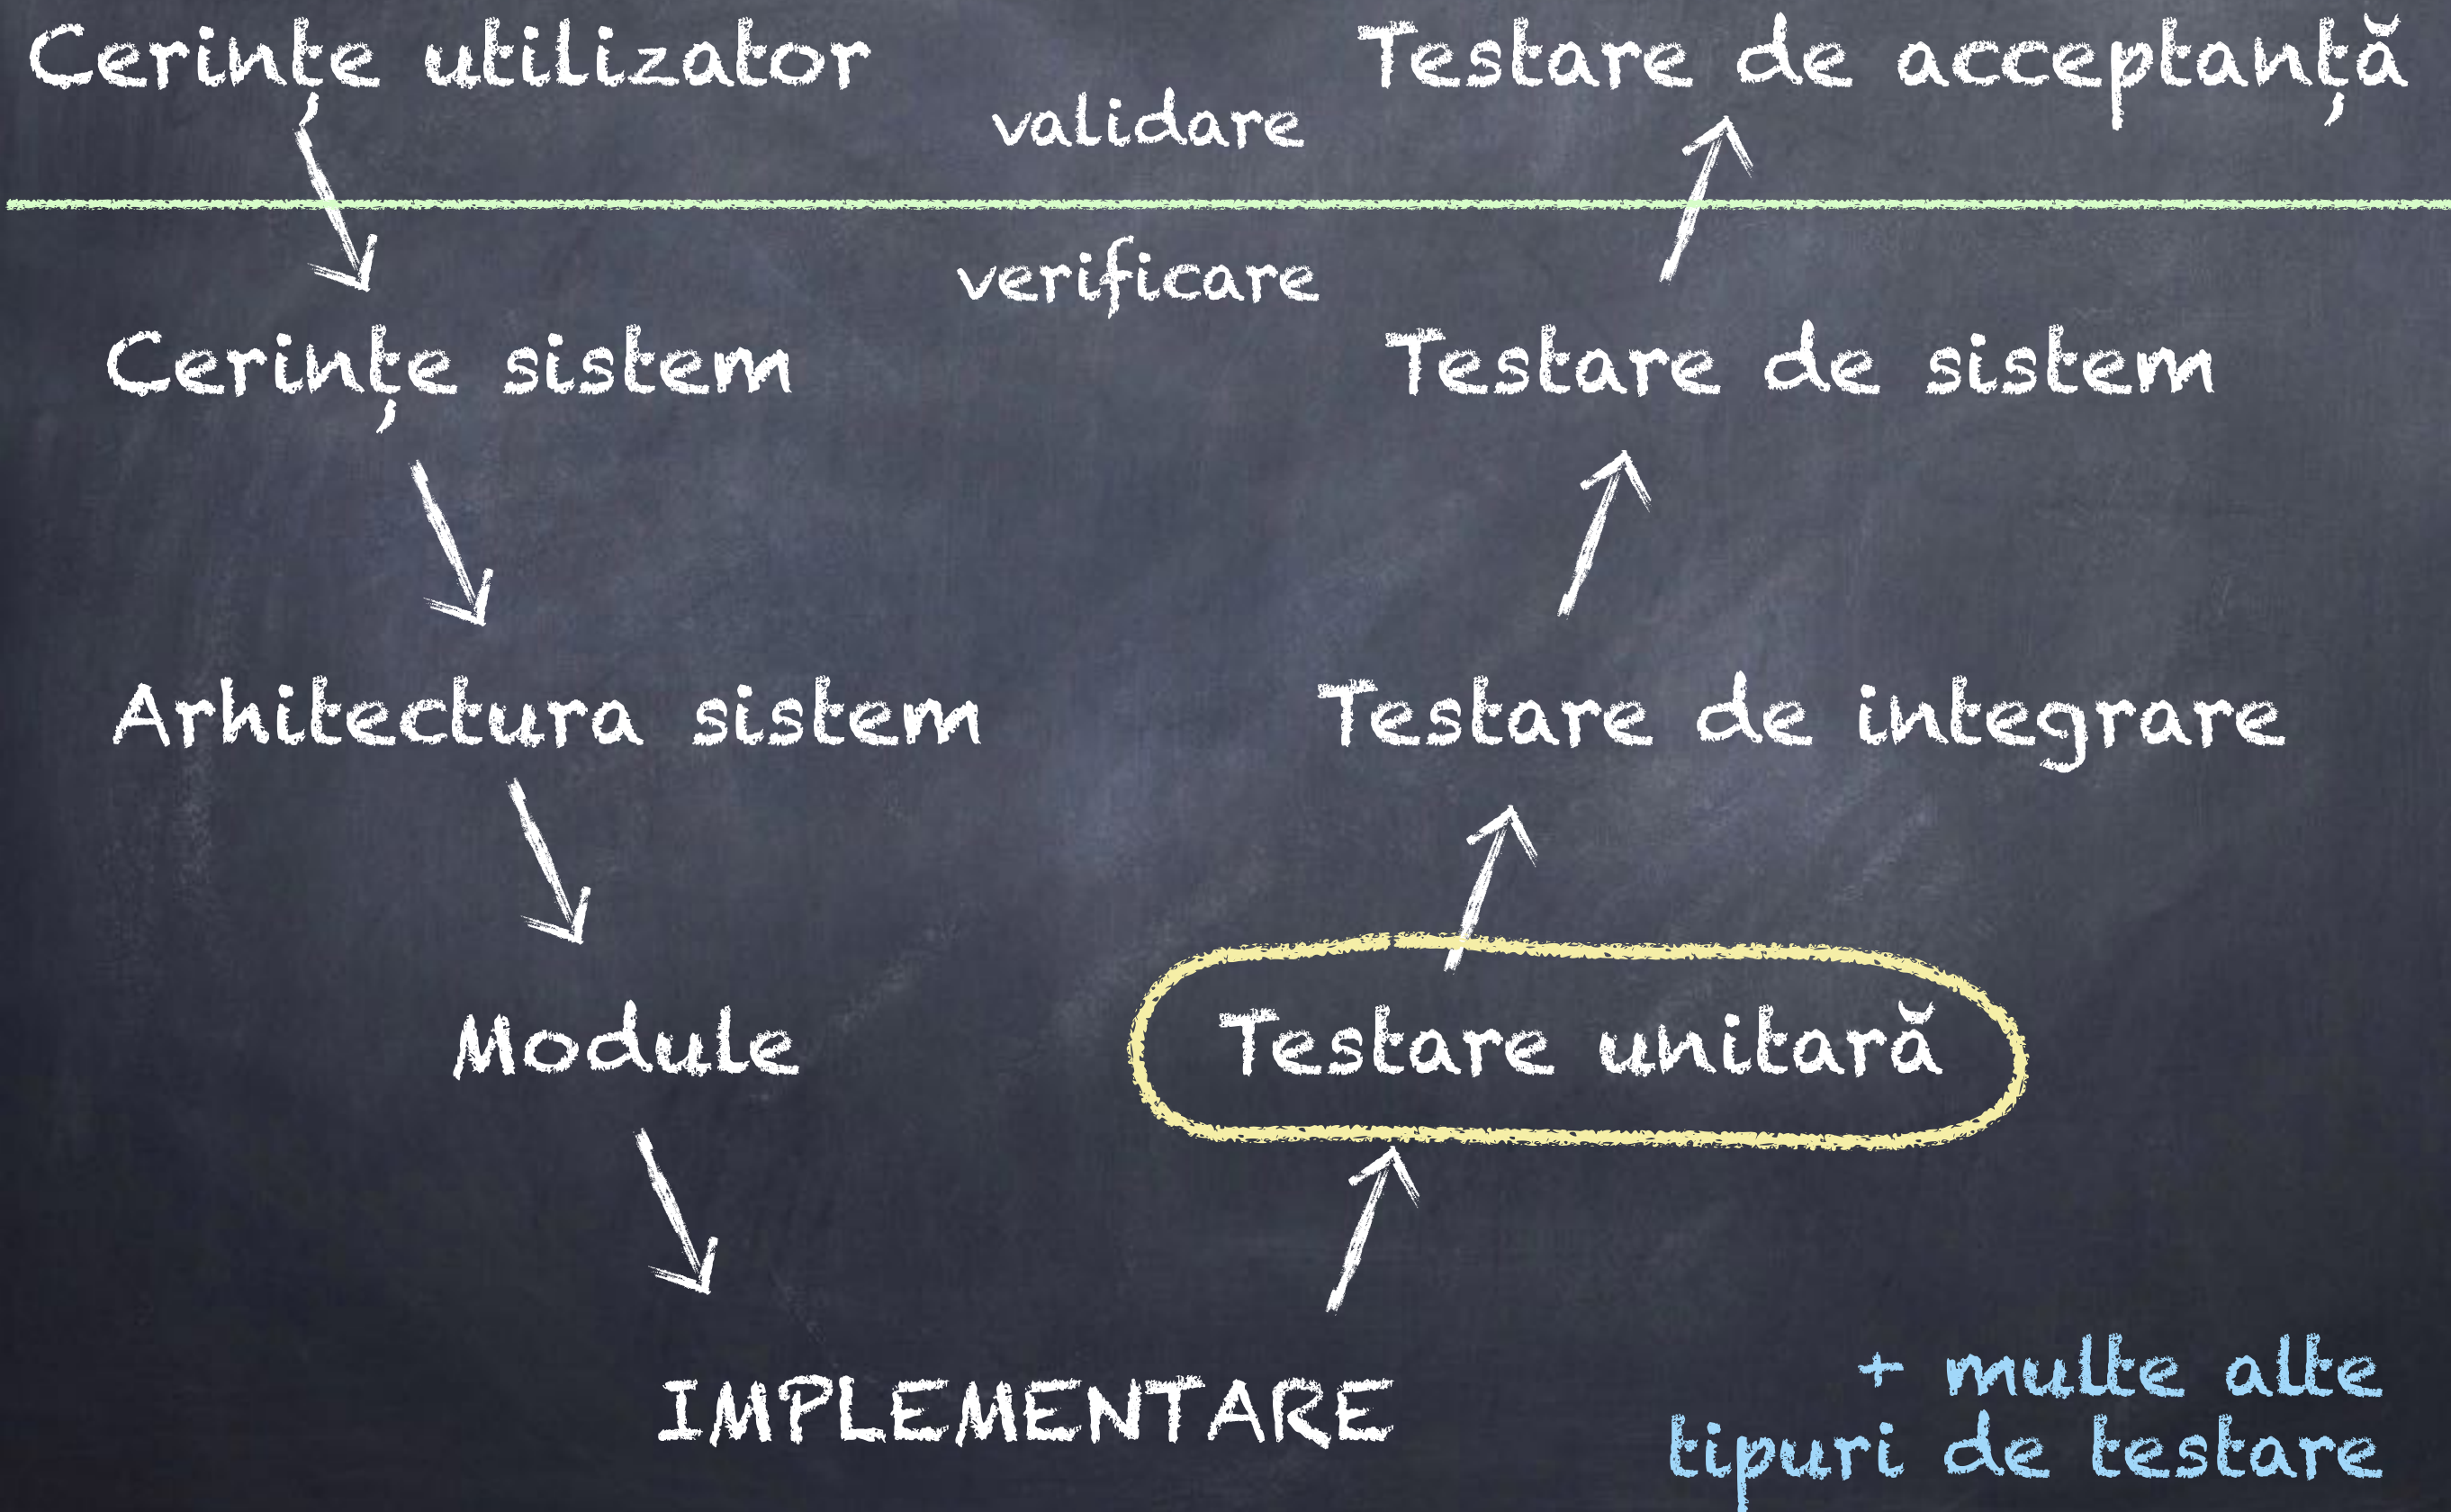 Cerințe utilizator
Testare de acceptanță
validare
verificare
Cerințe sistem
Testare de sistem
Arhitectura sistem
Testare de integrare
Module
Testare unitară
IMPLEMENTARE
+ multe alte
tipuri de testare